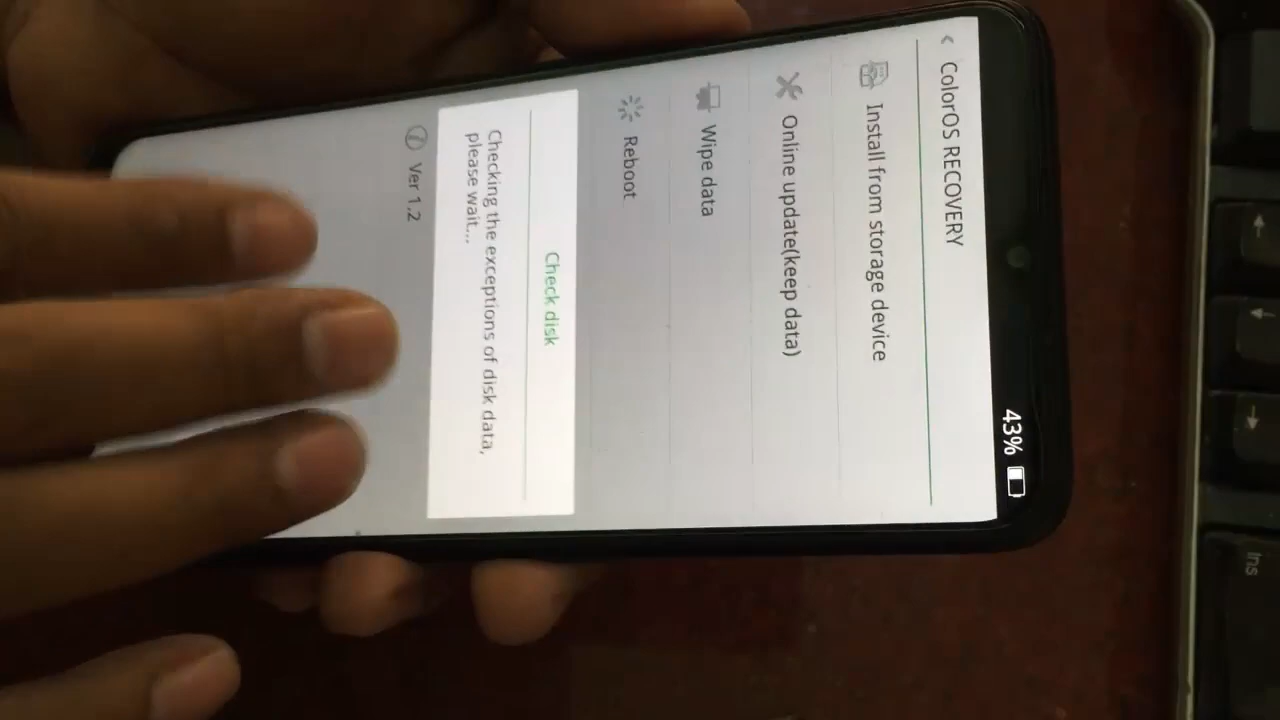 43%
ColorOS RECOVERY
Install from storage device
Online update(keep data)
Wipe data
Reboot
Check disk
Checking the exceptions of disk data,
please wait...
Ver 1.2
Ins